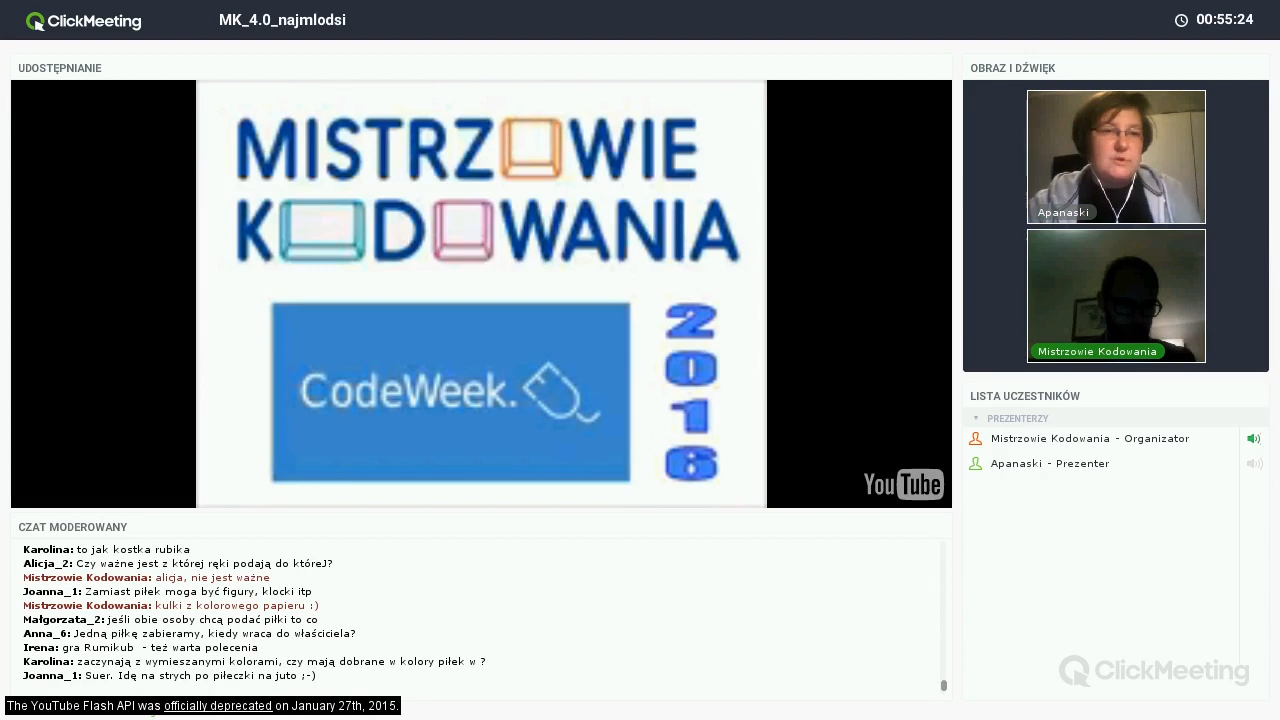 ClickMeeting
MK_4.0_najmlodsi
00:55:24
UDOSTĘPNIANIE
MISTRZOWIE
KODOWANIA
CodeWeek.
2016
YouTube
OBRAZ I DŹWIĘK
Apanaski
Mistrzowie Kodowania
LISTA UCZESTNIKÓW
PREZENTERZY
Mistrzowie Kodowania - Organizator
Apanaski - Prezenter
CZAT MODEROWANY
Karolina: to jak kostka rubika
Alicja_2: Czy ważne jest z której ręki podają do któreJ?
Mistrzowie Kodowania: alicja, nie jest ważne
Joanna_1: Zamiast piłek moga być figury, klocki itp
Mistrzowie Kodowania: kulki z kolorowego papieru :)
Małgorzata_2: jeśli obie osoby chcą podać piłki to co
Anna_6: Jedną piłkę zabieramy, kiedy wraca do właściciela?
Irena: gra Rumikub - też warta polecenia
Karolina: zaczynają z wymieszanymi kolorami, czy mają dobrane w kolory piłek w ?
Joanna_1: Suer. Idę na strych po piłeczki na juto ;-)
ClickMeeting
The YouTube Flash API was officially deprecated on January 27th, 2015.